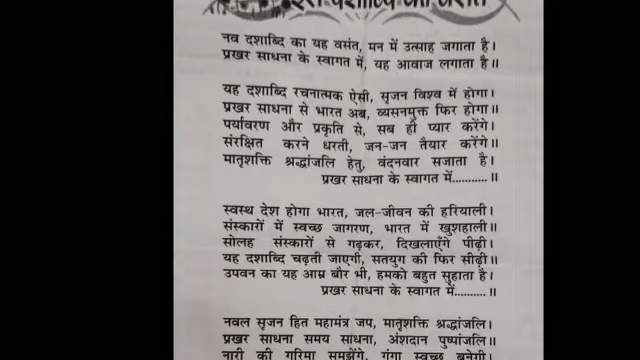 नव दशाब्दि का यह वसंत, मन में उत्साह जगाता है।
प्रखर साधना के स्वागत में, यह आवाज लगाता है॥
यह दशाब्दि रचनात्मक ऐसी, सृजन विश्व में होगा।
प्रखर साधना से भारत अब, व्यसनमुक्त फिर होगा॥
पर्यावरण और प्रकृति से, सब ही प्यार करेंगे।
संरक्षित करने धरती, जन-जन तैयार करेंगे॥
मातृशक्ति श्रद्धांजलि हेतु, वंदनवार सजाता है।
प्रखर साधना के स्वागत में...........॥
स्वस्थ देश होगा भारत, जल-जीवन की हरियाली।
संस्कारों में स्वच्छ जागरण, भारत में खुशहाली॥
सोलह संस्कारों से गढ़कर, दिखलाएँगे पीढ़ी।
यह दशाब्दि चढ़ती जाएगी, सतयुग की फिर सीढ़ी॥
उपवन का यह आम्र बौर भी, हमको बहुत सुहाता है।
प्रखर साधना के स्वागत में..........॥
नवल सृजन हित महामंत्र जप, मातृशक्ति श्रद्धांजलि।
प्रखर साधना समय साधना, अंशदान पुष्पांजलि॥
नारी की गरिमा समझेंगे, गंगा स्वच्छ बनेगी।